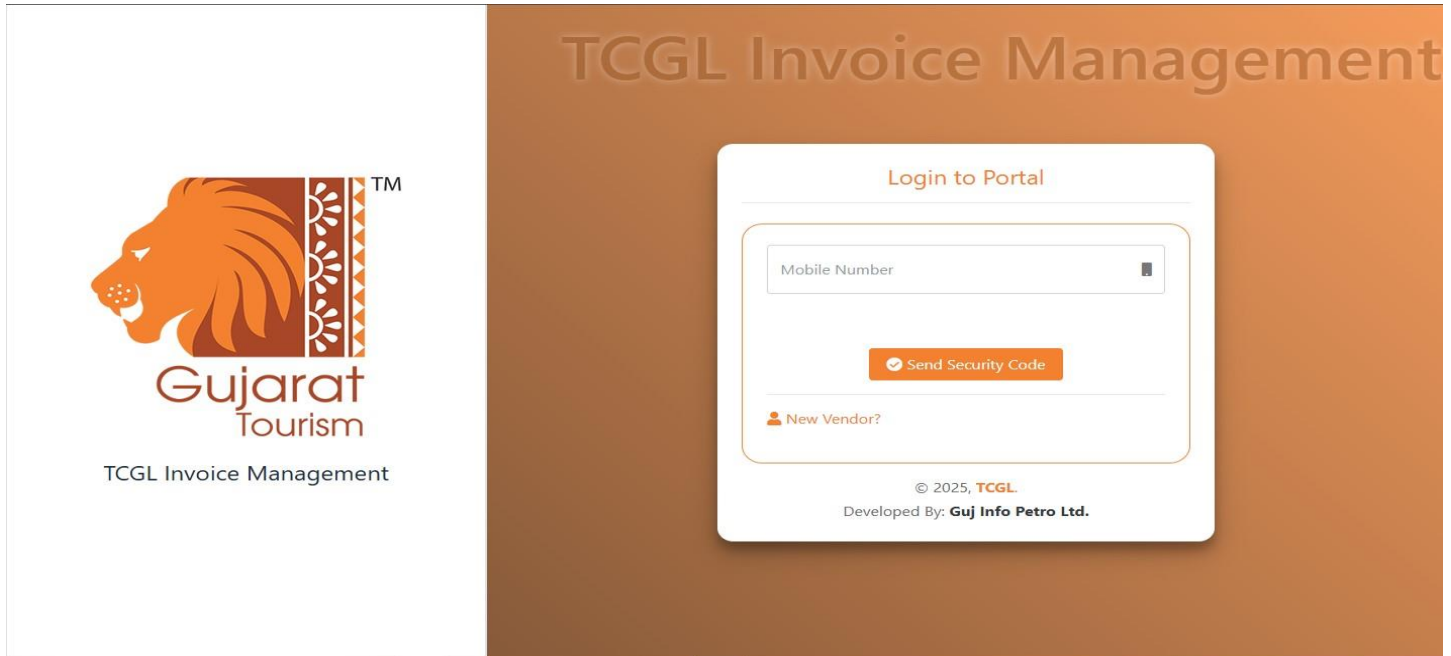 TCGL Invoice Management
TM
Gujarat
Tourism
TCGL Invoice Management
Login to Portal
Mobile Number
Send Security Code
New Vendor?
© 2025, TCGL.
Developed By: Guj Info Petro Ltd.